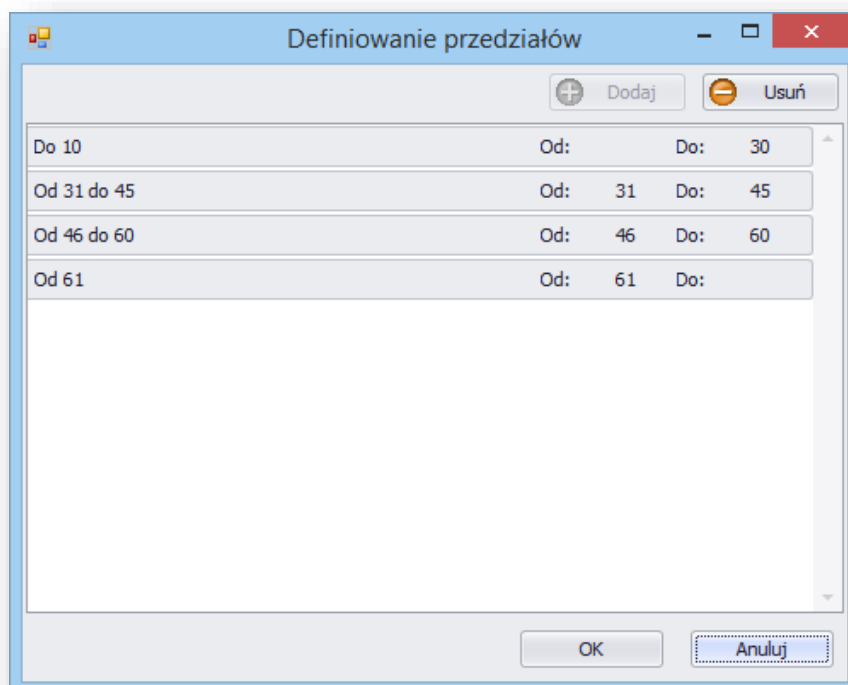 Definiowanie przedziałów
Dodaj Usuń
Do 10 Od: Do: 30
Od 31 do 45 Od: 31 Do: 45
Od 46 do 60 Od: 46 Do: 60
Od 61 Od: 61 Do:
OK Anuluj